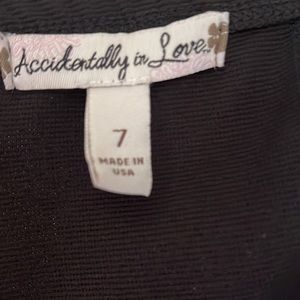 Accidentally in Love...
7
MADE IN
USA